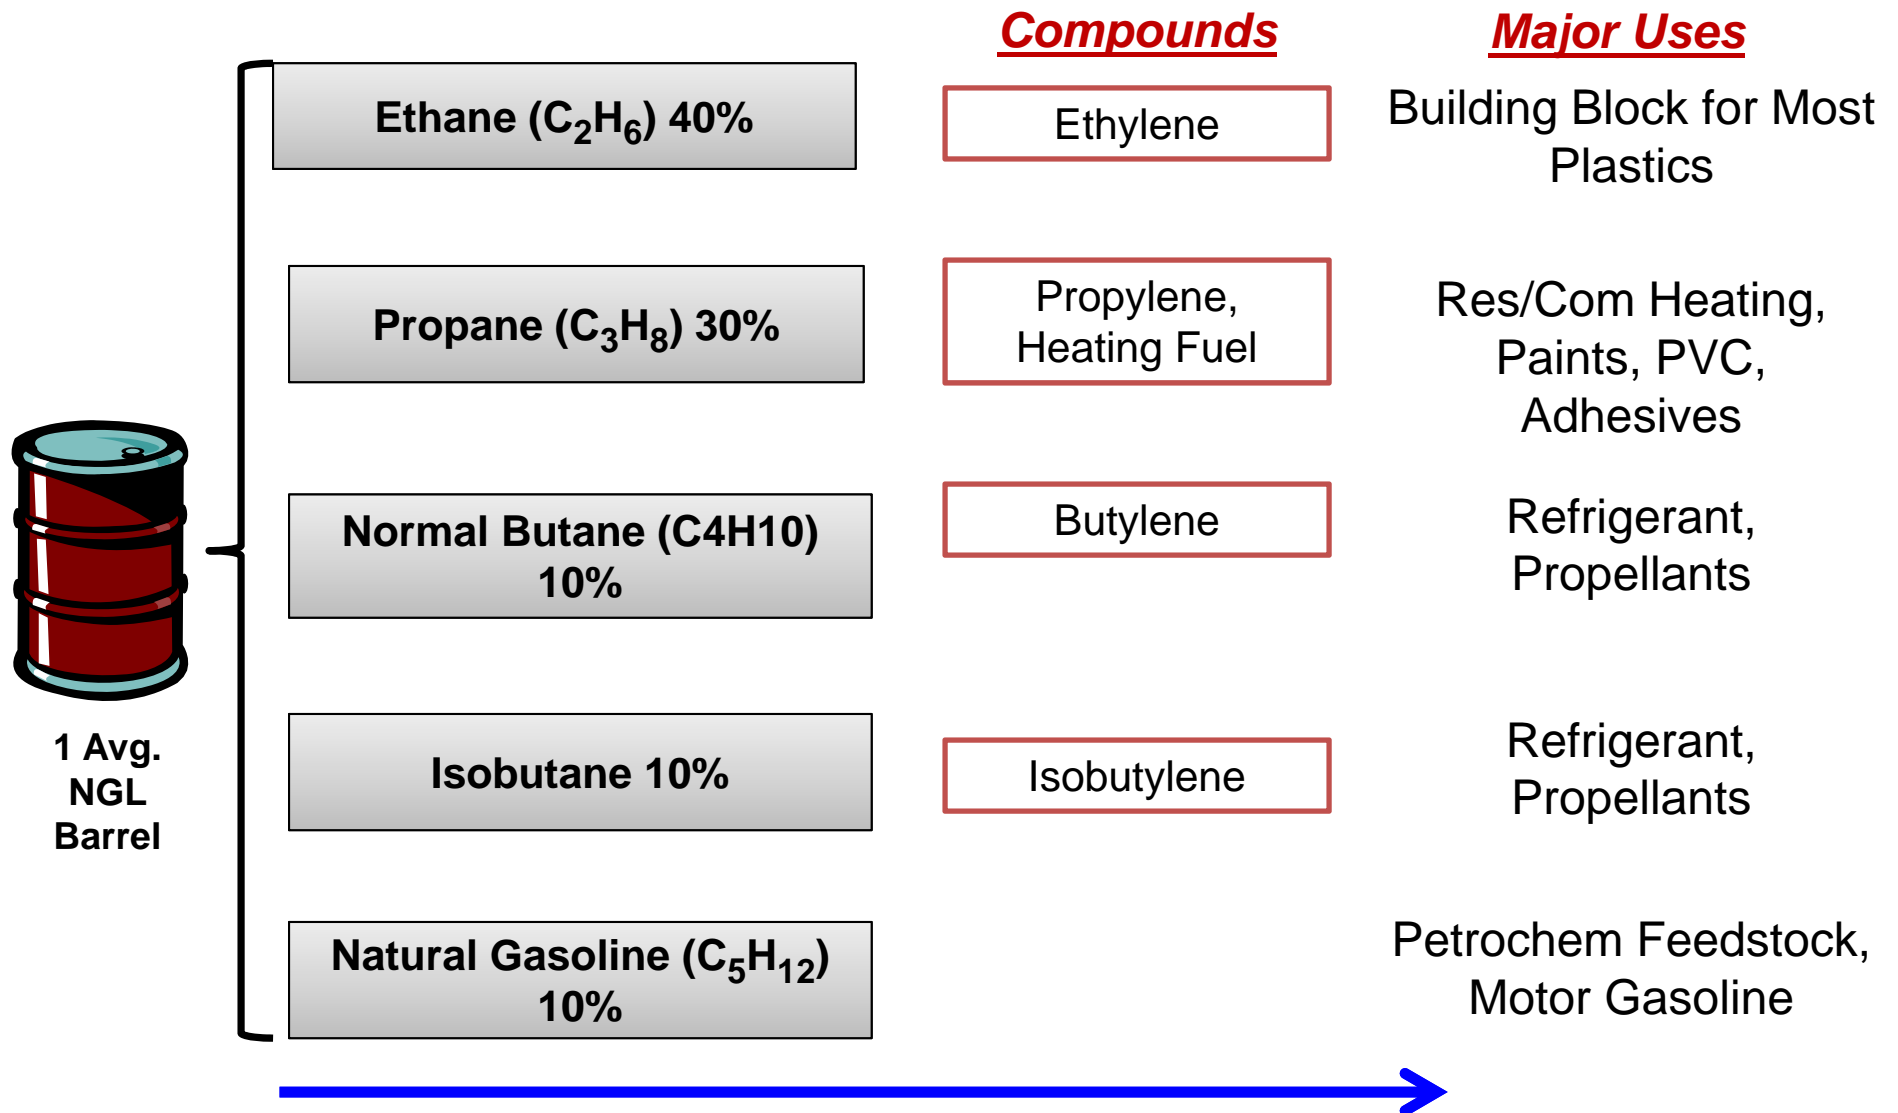 Compounds
Major Uses
Ethane (C₂H₆) 40%
Ethylene
Building Block for Most
Plastics
Propane (C₃H₈) 30%
Propylene,
Heating Fuel
Res/Com Heating,
Paints, PVC,
Adhesives
Normal Butane (C4H10)
10%
Butylene
Refrigerant,
Propellants
1 Avg.
NGL
Barrel
Isobutane 10%
Isobutylene
Refrigerant,
Propellants
Natural Gasoline (C₅H₁₂)
10%
Petrochem Feedstock,
Motor Gasoline